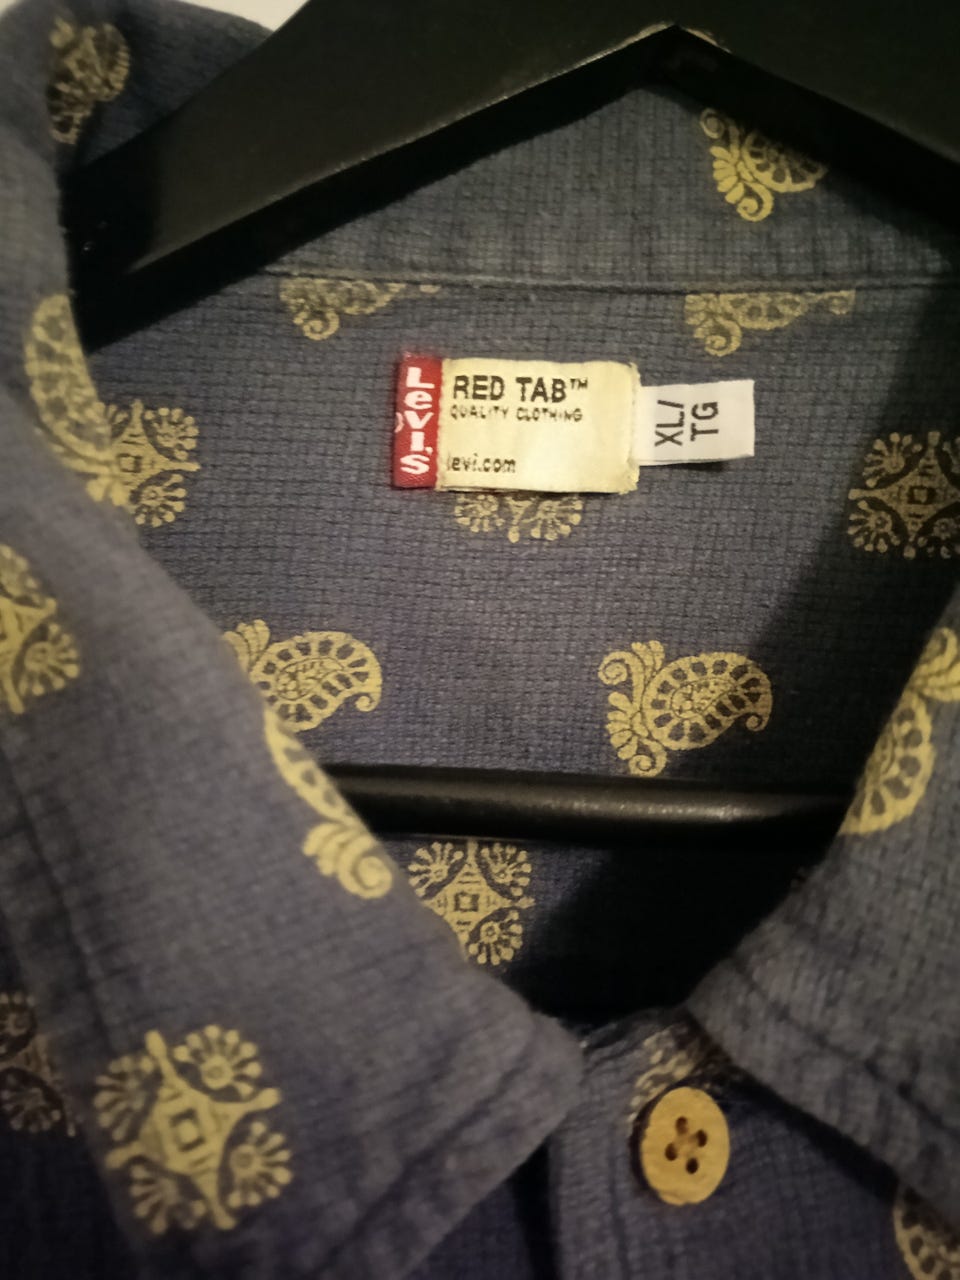 Levi's
RED TAB™
QUALITY CLOTHING
levi.com
XL/
TG